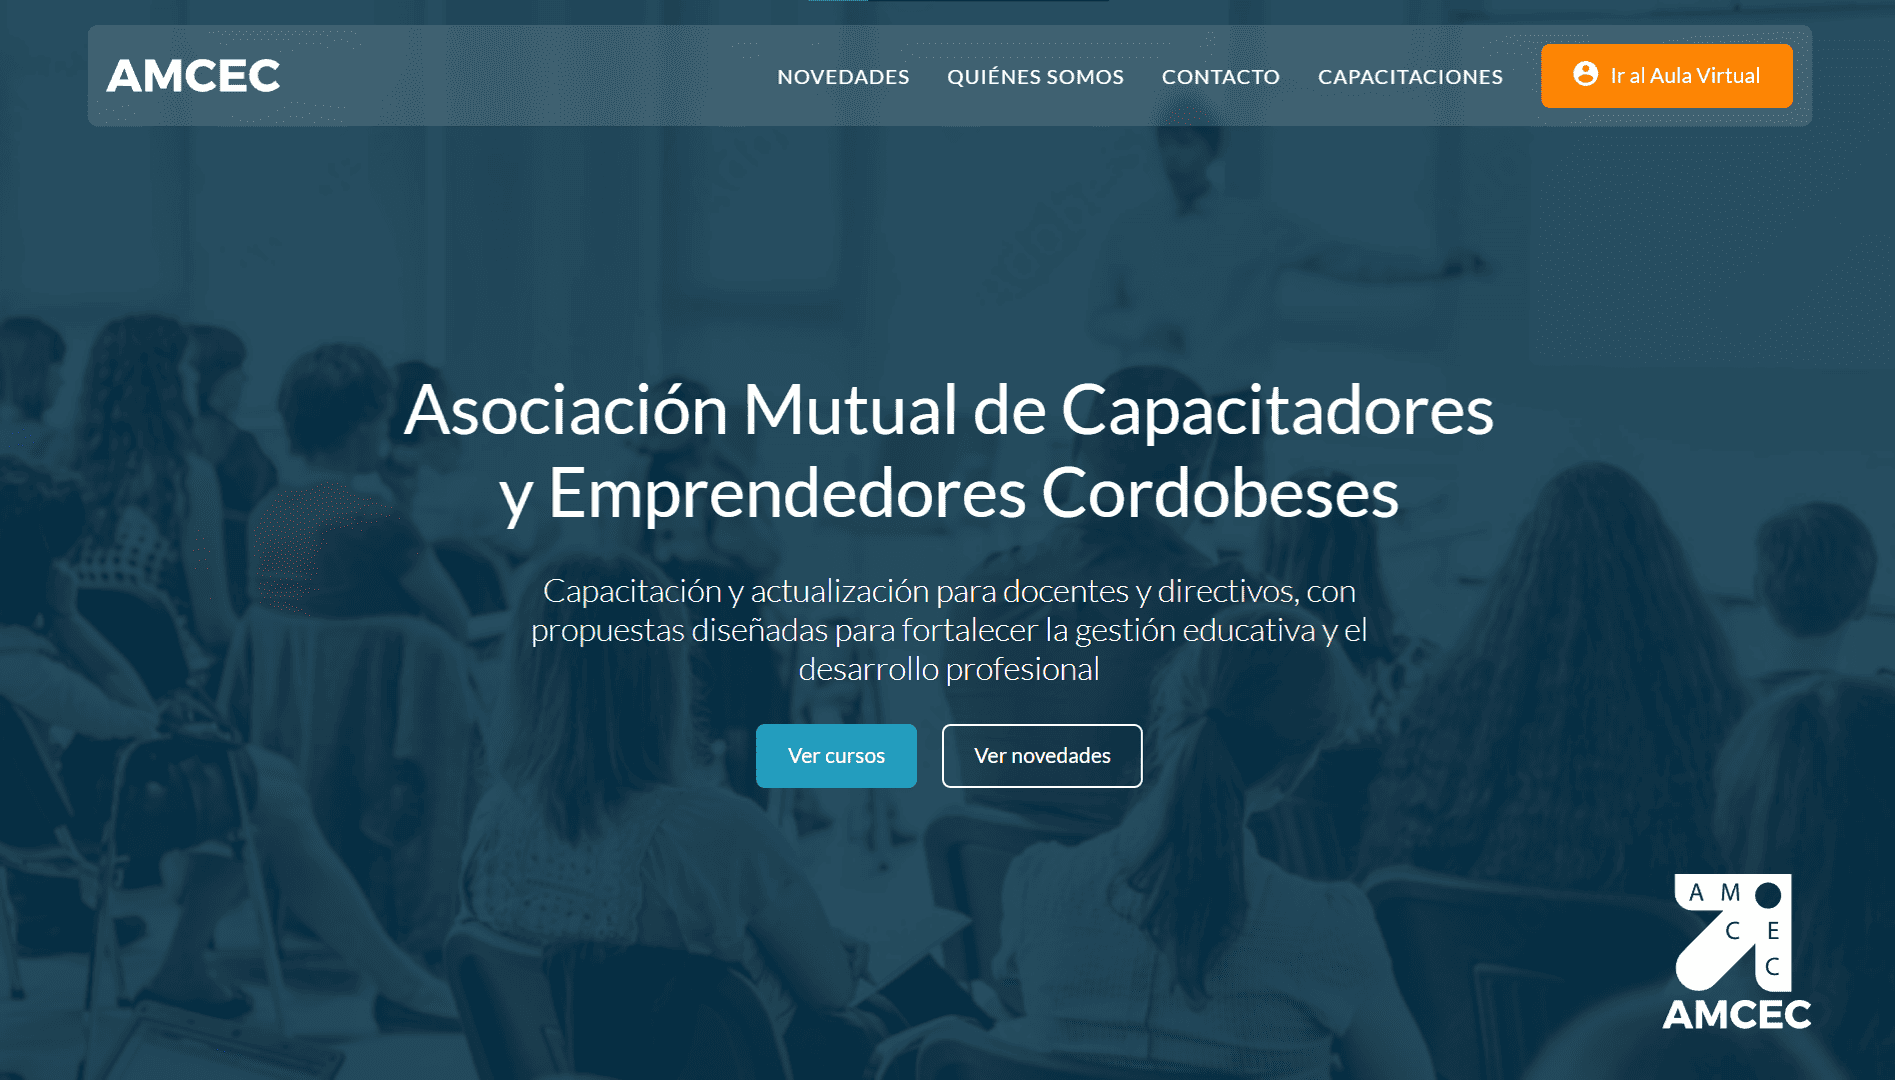 AMCEC
NOVEDADES
QUIÉNES SOMOS
CONTACTO
CAPACITACIONES
Ir al Aula Virtual
Asociación Mutual de Capacitadores
y Emprendedores Cordobeses
Capacitación y actualización para docentes y directivos, con
propuestas diseñadas para fortalecer la gestión educativa y el
desarrollo profesional
Ver cursos
Ver novedades
A M
C E
C
AMCEC